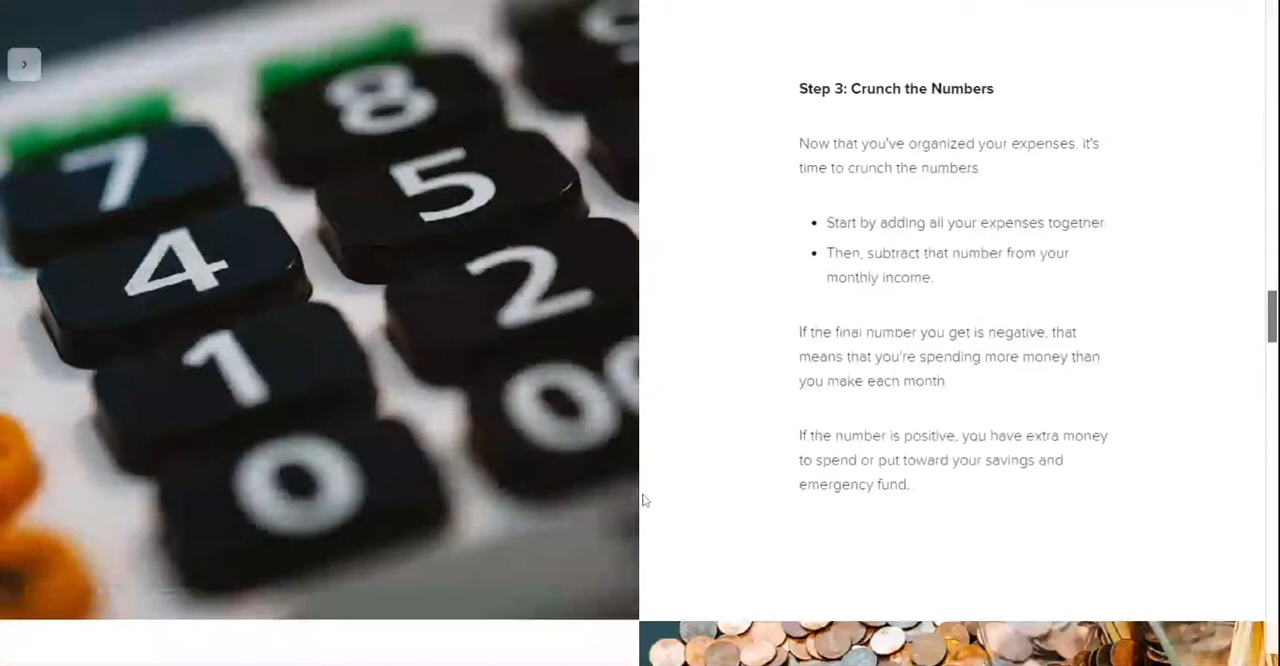 7
8
4
5
1
2
0
00
Step 3: Crunch the Numbers
Now that you've organized your expenses, it's
time to crunch the numbers.
• Start by adding all your expenses together.
• Then, subtract that number from your
monthly income.
If the final number you get is negative, that
means that you're spending more money than
you make each month.
If the number is positive, you have extra money
to spend or put toward your savings and
emergency fund.